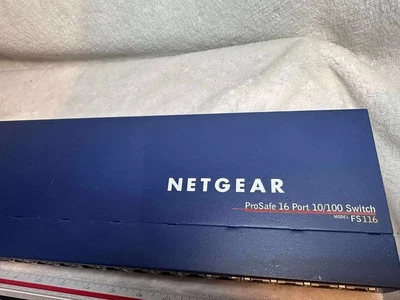 NETGEAR
ProSafe 16 Port 10/100 Switch
MODEL FS116